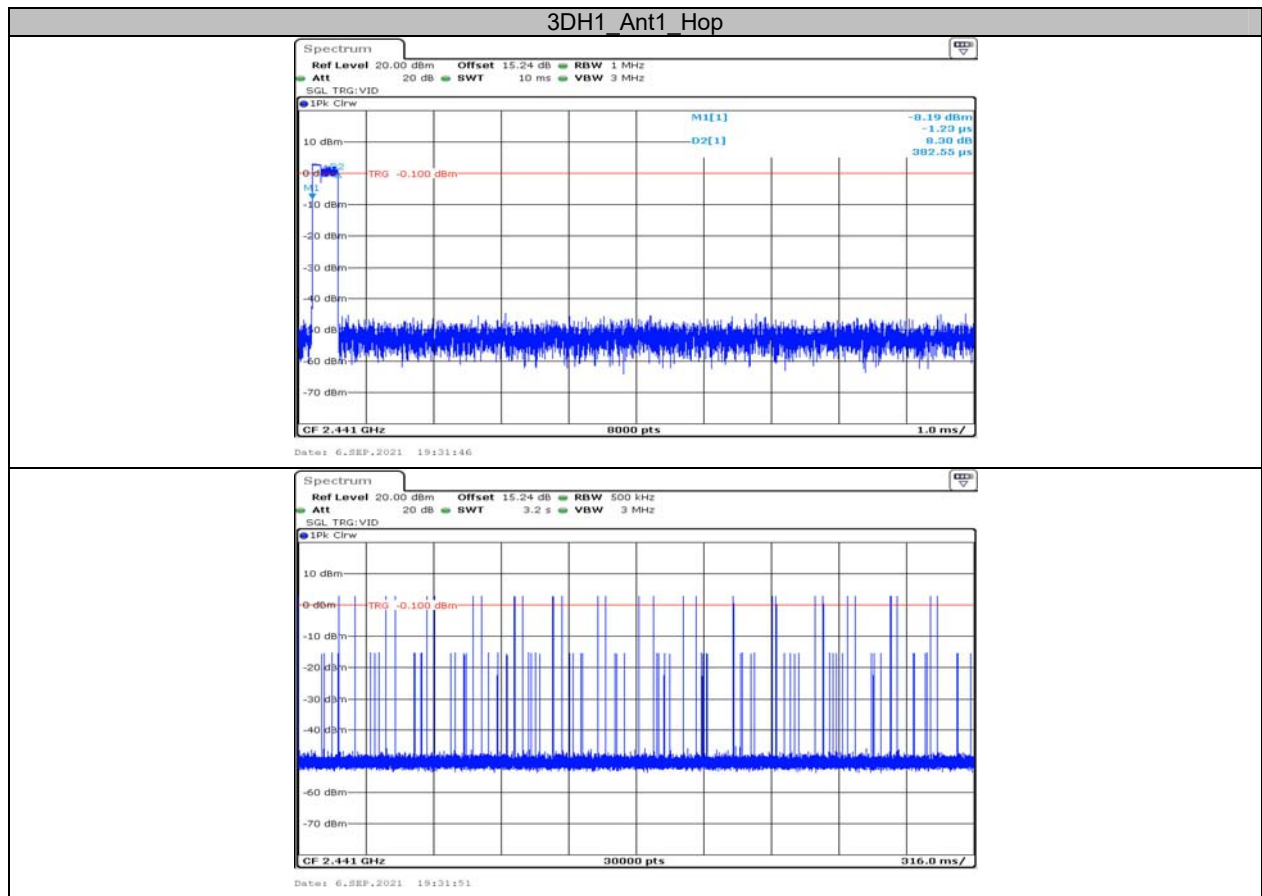 3DH1_Ant1_Hop
Spectrum
Ref Level 20.00 dBm Offset 15.24 dB RBW 1 MHz
Att 20 dB SWT 10 ms VBW 3 MHz
SGL TRG:VID
1Pk Clrw
M1[1] -8.19 dBm
-1.23 µs
D2[1] 8.30 dB
382.55 µs
10 dBm
0 dBm
D2
TRG -0.100 dBm
M1
-10 dBm
-20 dBm
-30 dBm
-40 dBm
-50 dBm
-60 dBm
-70 dBm
CF 2.441 GHz 8000 pts 1.0 ms/
Date: 6.SEP.2021 19:31:46
Spectrum
Ref Level 20.00 dBm Offset 15.24 dB RBW 500 kHz
Att 20 dB SWT 3.2 s VBW 3 MHz
SGL TRG:VID
1Pk Clrw
10 dBm
0 dBm
TRG -0.100 dBm
-10 dBm
-20 dBm
-30 dBm
-40 dBm
-60 dBm
-70 dBm
CF 2.441 GHz 30000 pts 316.0 ms/
Date: 6.SEP.2021 19:31:51